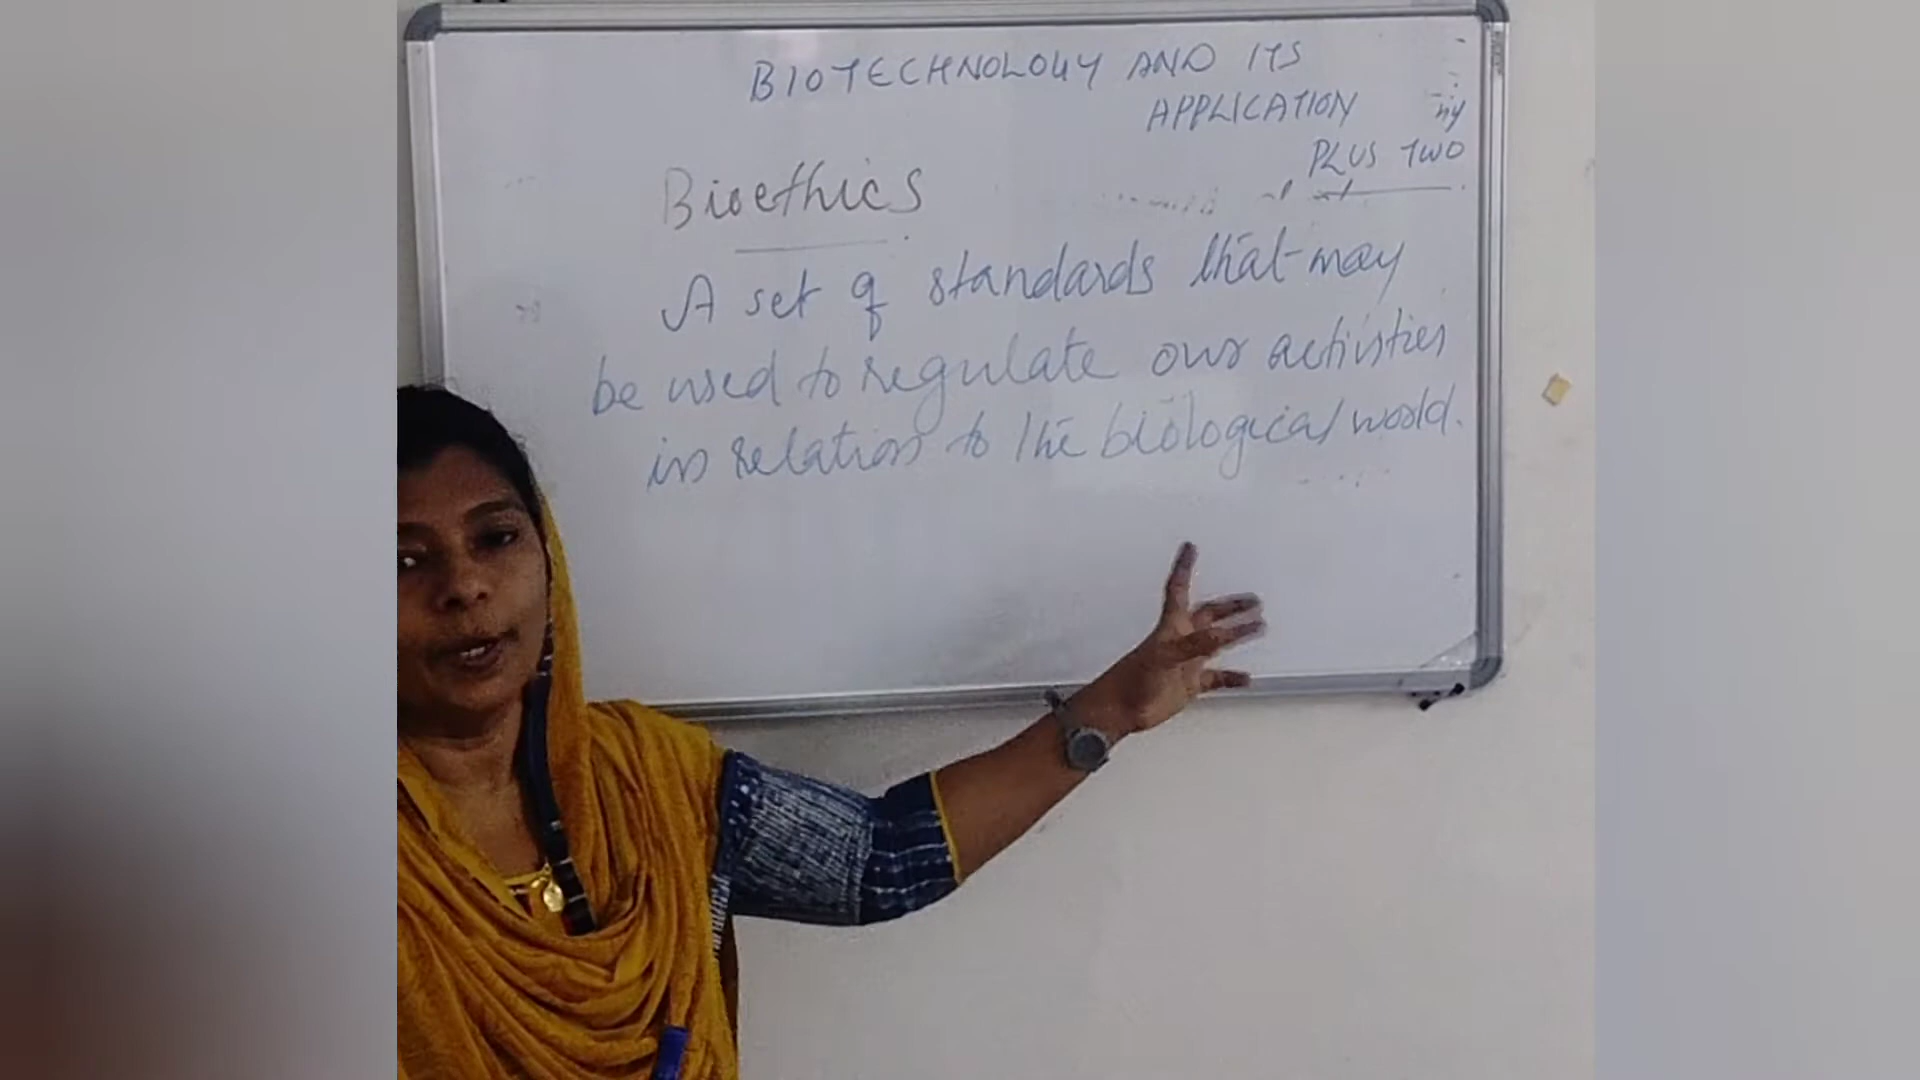 BIOTECHNOLOGY AND ITS
APPLICATION
PLUS TWO
Bioethics
A set of standards that may
be used to regulate our activities
in relation to the biological world.